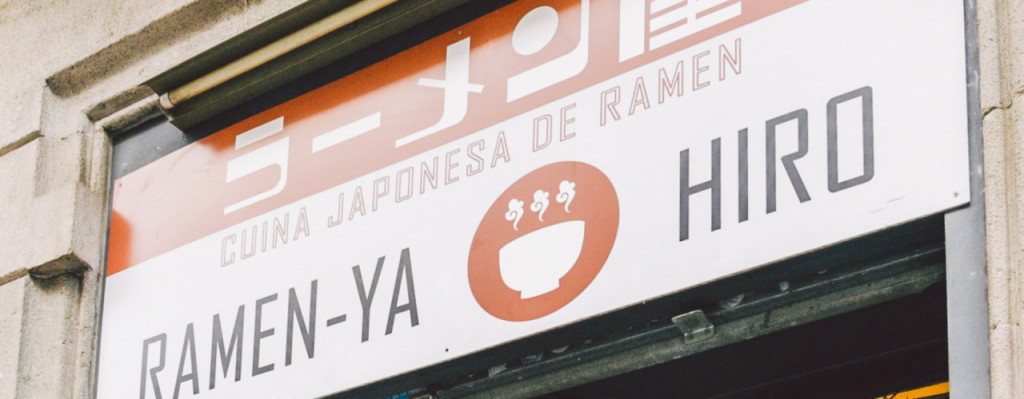 ラーメン屋
CUINA JAPONESA DE RAMEN
RAMEN-YA HIRO